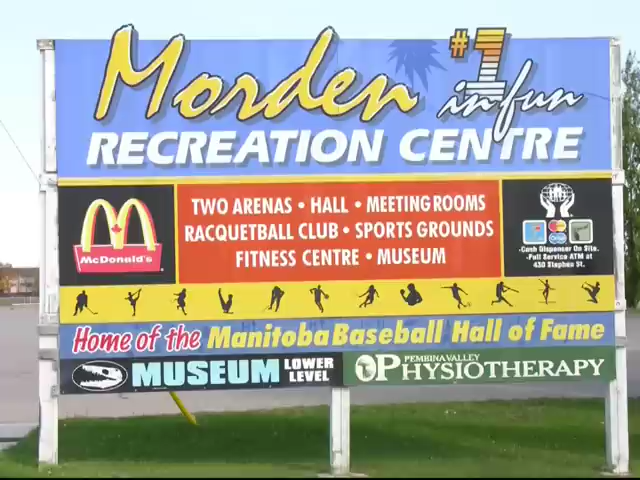 Morden #1
in fun
RECREATION CENTRE
TWO ARENAS • HALL • MEETING ROOMS
RACQUETBALL CLUB • SPORTS GROUNDS
FITNESS CENTRE • MUSEUM
McDonald's
-Cash Dispenser On Site.
-Full Service ATM at
430 Stephen St.
Home of the Manitoba Baseball Hall of Fame
MUSEUM LOWER LEVEL
PEMBINA VALLEY
PHYSIOTHERAPY